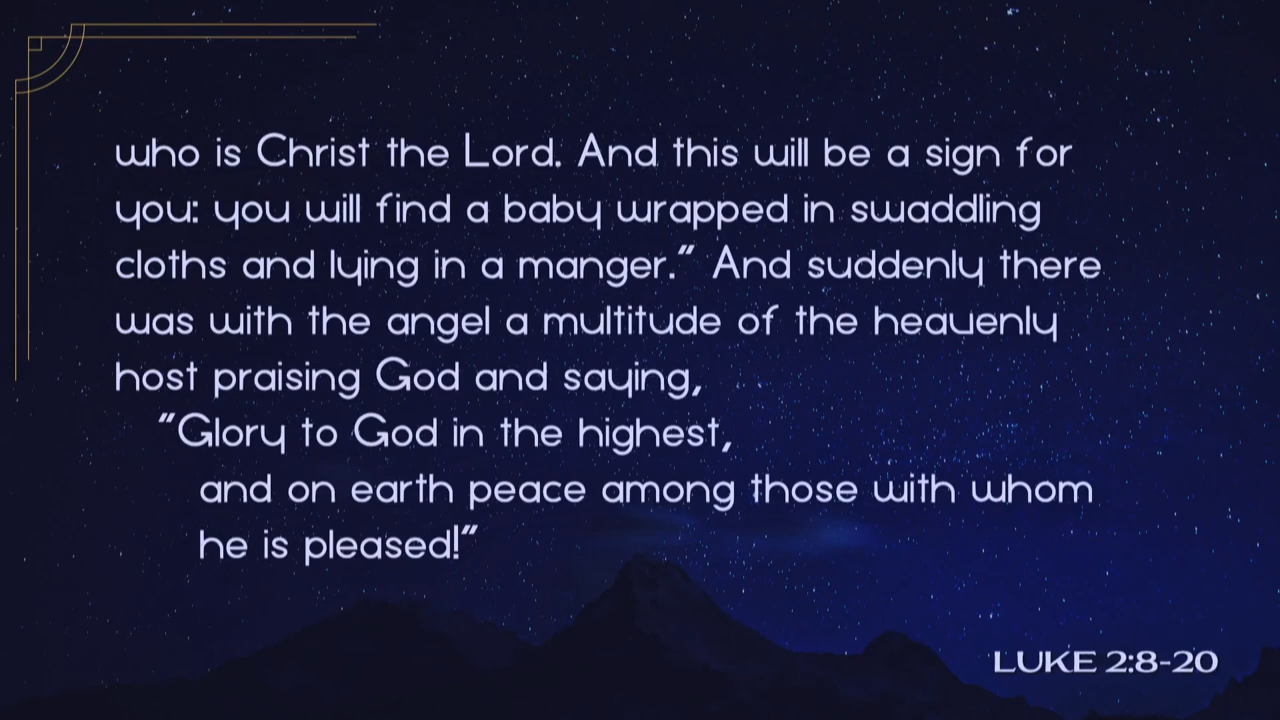 who is Christ the Lord. And this will be a sign for
you: you will find a baby wrapped in swaddling
cloths and lying in a manger.” And suddenly there
was with the angel a multitude of the heavenly
host praising God and saying,
“Glory to God in the highest,
and on earth peace among those with whom
he is pleased!”
LUKE 2:8-20